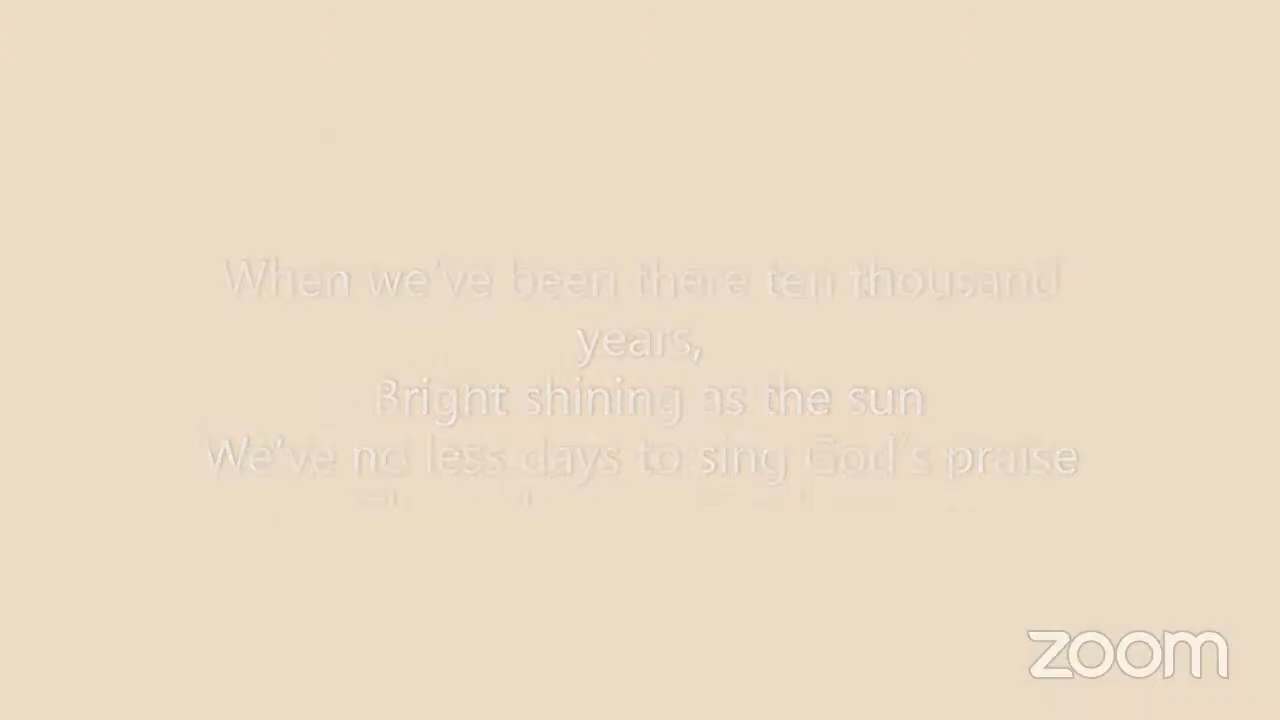 When we've been there ten thousand
years,
Bright shining as the sun
We've no less days to sing God's praise
zoom